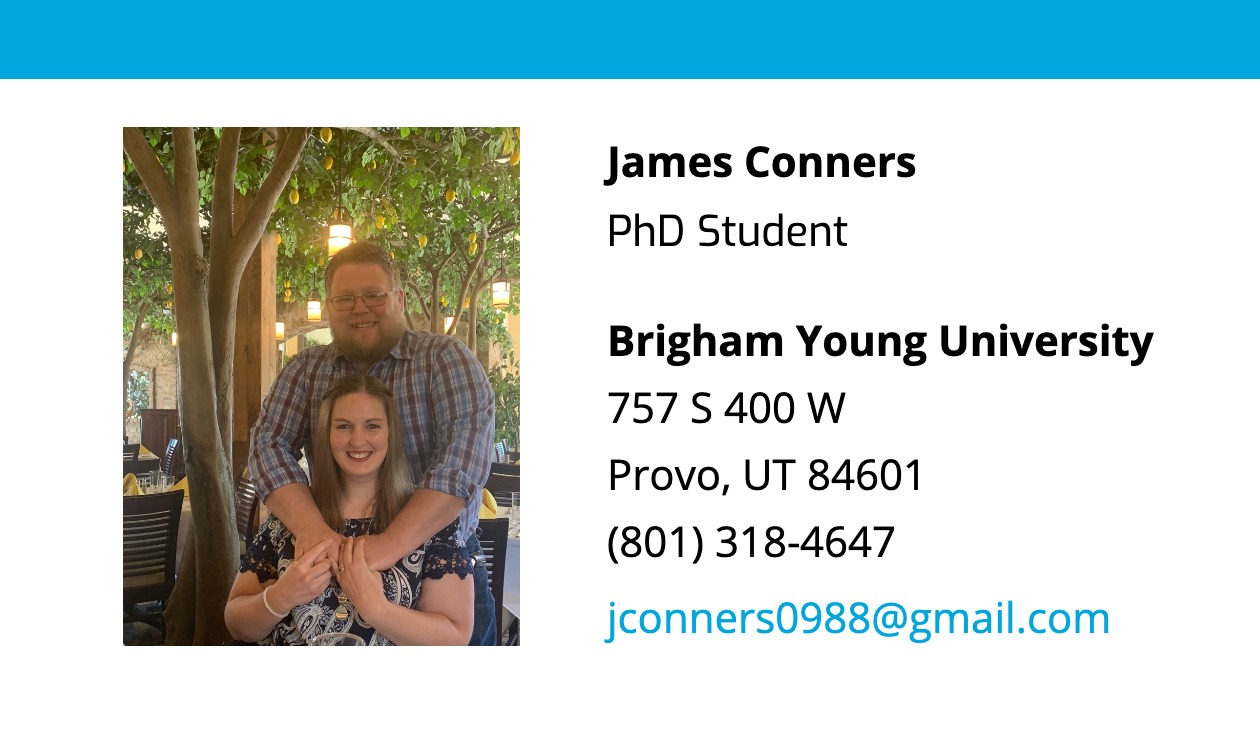 James Conners
PhD Student
Brigham Young University
757 S 400 W
Provo, UT 84601
(801) 318-4647
jconners0988@gmail.com